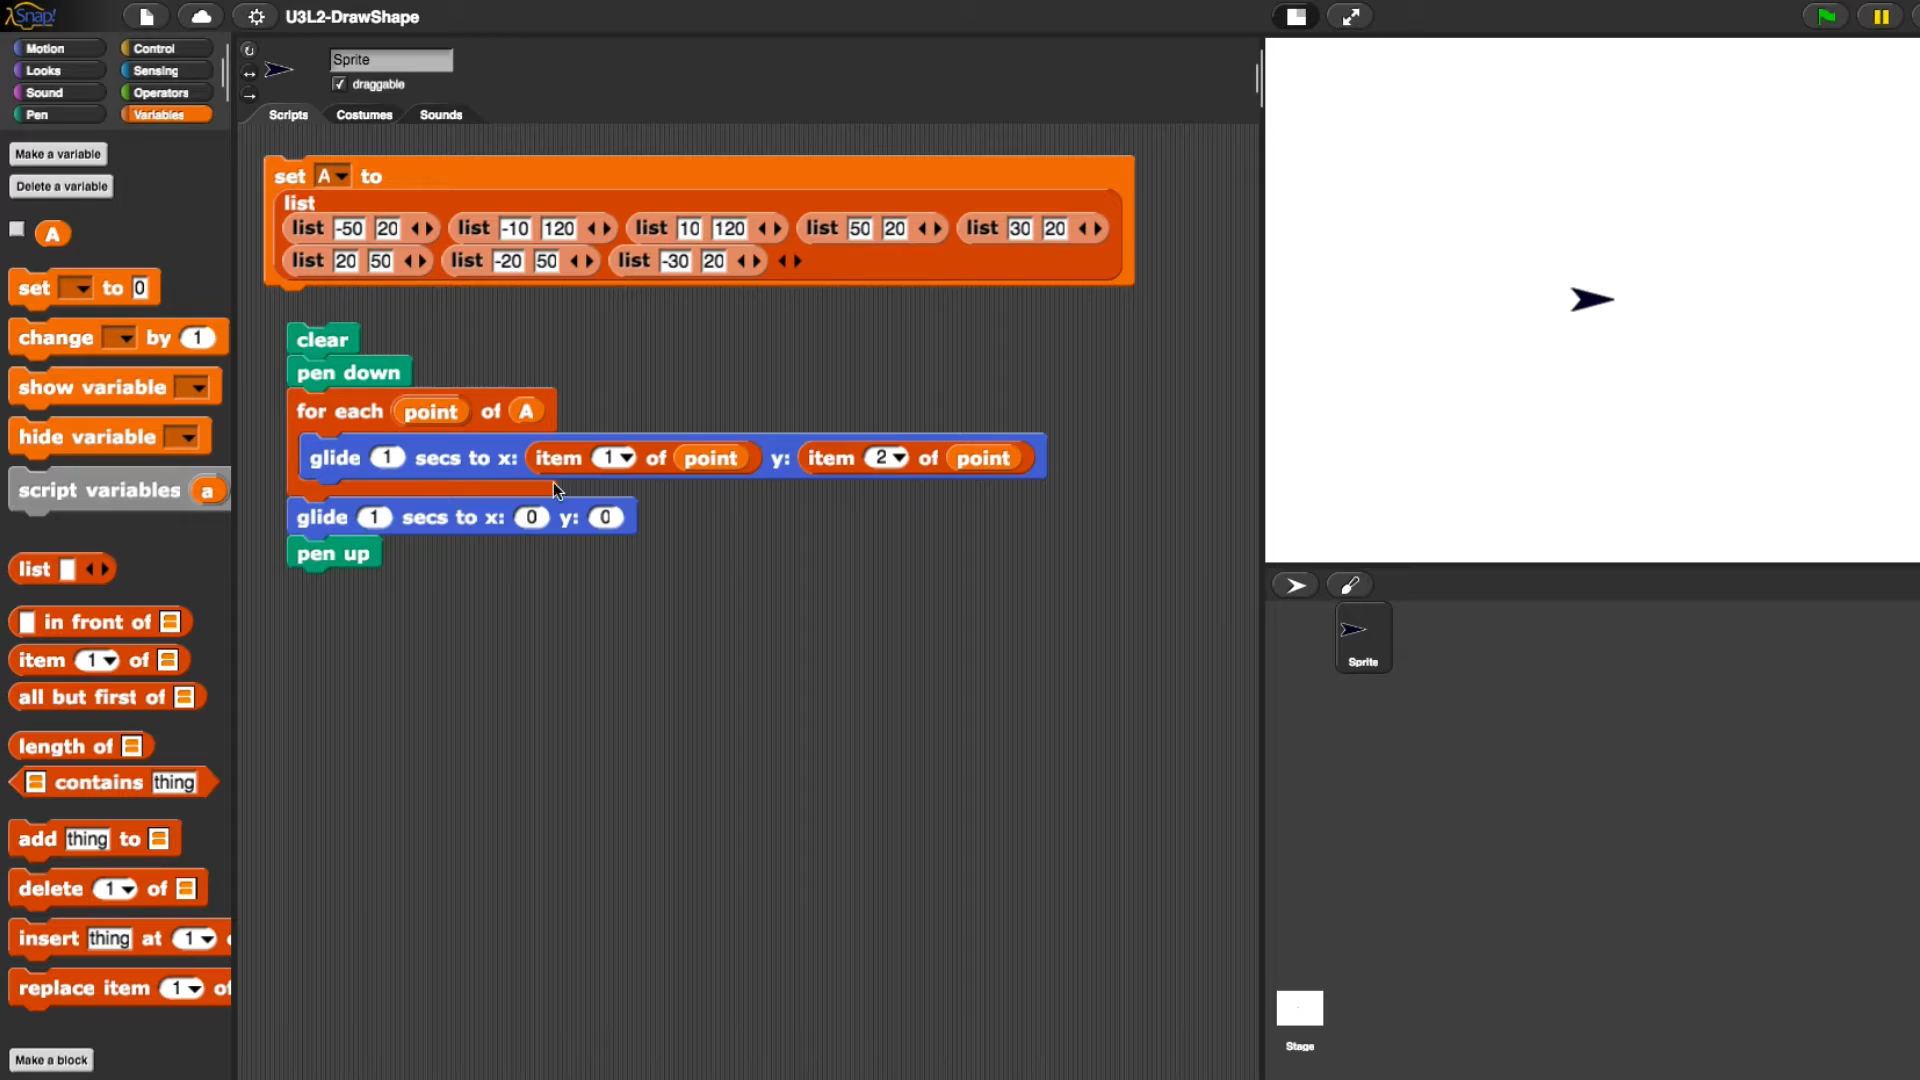 Snap! U3L2-DrawShape
Motion Control
Looks Sensing
Sound Operators
Pen Variables
Make a variable
Delete a variable
A
set to 0
change by 1
show variable
hide variable
script variables a
list
in front of
item 1 of
all but first of
length of
contains thing
add thing to
delete 1 of
insert thing at 1
replace item 1 of
Make a block
Sprite
draggable
Scripts Costumes Sounds
set A to
list
list -50 20 list -10 120 list 10 120 list 50 20 list 30 20
list 20 50 list -20 50 list -30 20
clear
pen down
for each point of A
glide 1 secs to x: item 1 of point y: item 2 of point
glide 1 secs to x: 0 y: 0
pen up
Sprite
Stage